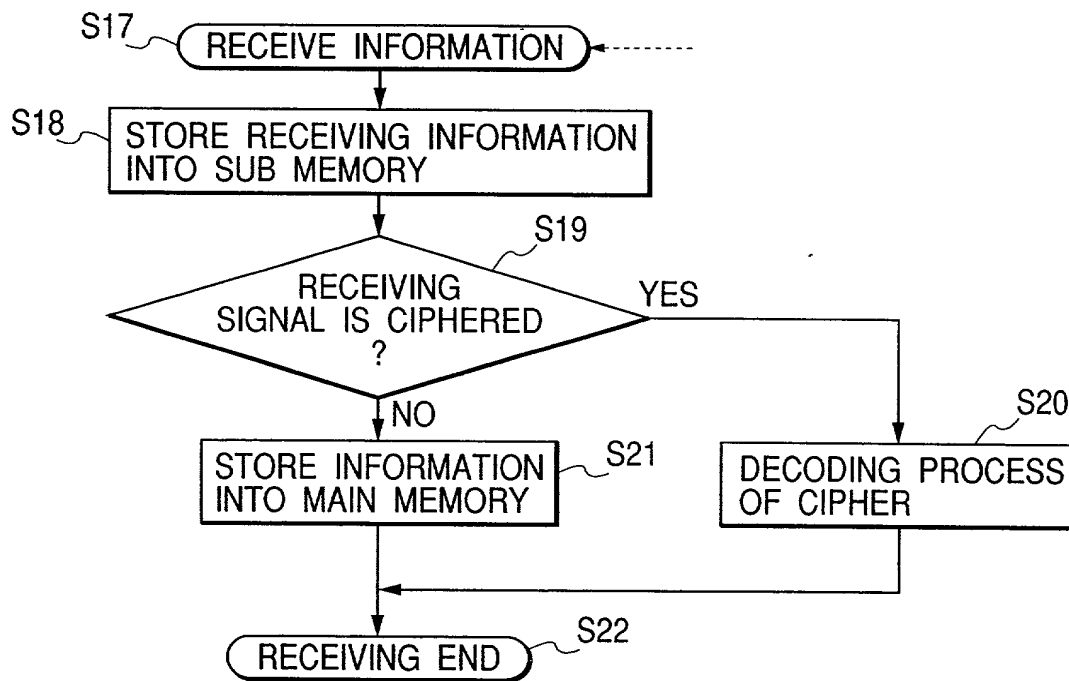 S17
RECEIVE INFORMATION
S18
STORE RECEIVING INFORMATION
INTO SUB MEMORY
S19
RECEIVING
SIGNAL IS CIPHERED
?
YES
NO
S20
S21
STORE INFORMATION
INTO MAIN MEMORY
DECODING PROCESS
OF CIPHER
S22
RECEIVING END